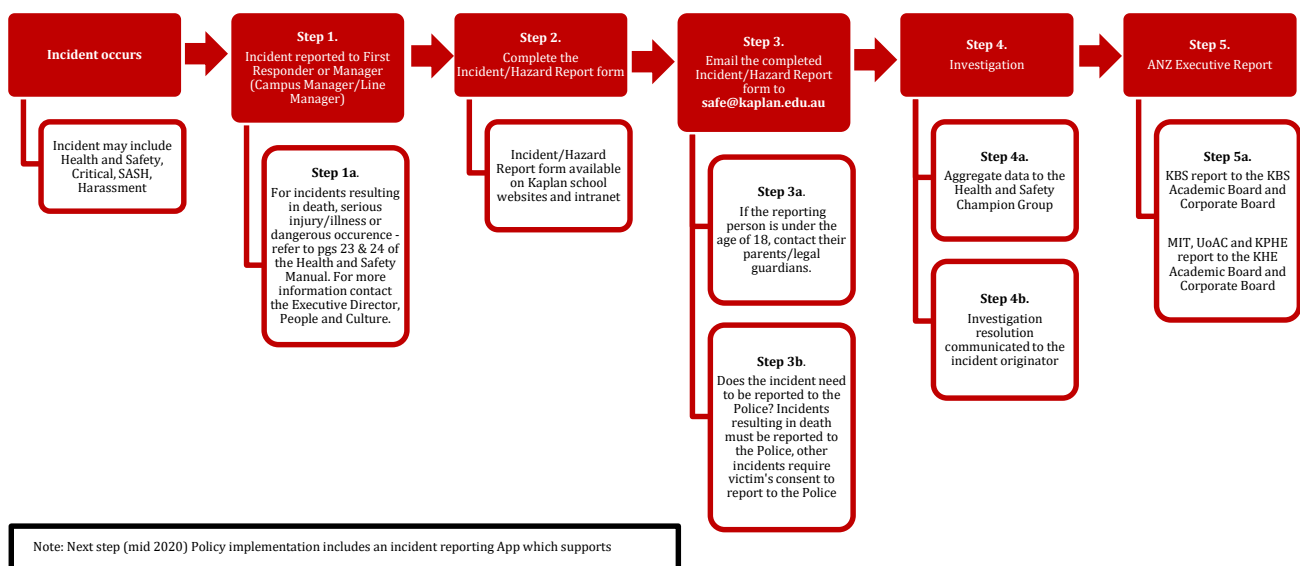 Incident occurs
Incident may include
Health and Safety,
Critical, SASH,
Harassment
Step 1.
Incident reported to First
Responder or Manager
(Campus Manager/Line
Manager)
Step 1a.
For incidents resulting
in death, serious
injury/illness or
dangerous occurence -
refer to pgs 23 & 24 of
the Health and Safety
Manual. For more
information contact
the Executive Director,
People and Culture.
Step 2.
Complete the
Incident/Hazard Report form
Incident/Hazard
Report form available
on Kaplan school
websites and intranet
Step 3.
Email the completed
Incident/Hazard Report
form to
safe@kaplan.edu.au
Step 3a.
If the reporting
person is under the
age of 18, contact their
parents/legal
guardians.
Step 3b.
Does the incident need
to be reported to the
Police? Incidents
resulting in death
must be reported to
the Police, other
incidents require
victim's consent to
report to the Police
Step 4.
Investigation
Step 4a.
Aggregate data to the
Health and Safety
Champion Group
Step 4b.
Investigation
resolution
communicated to the
incident originator
Step 5.
ANZ Executive Report
Step 5a.
KBS report to the KBS
Academic Board and
Corporate Board
MIT, UoAC and KPHE
report to the KHE
Academic Board and
Corporate Board
Note: Next step (mid 2020) Policy implementation includes an incident reporting App which supports